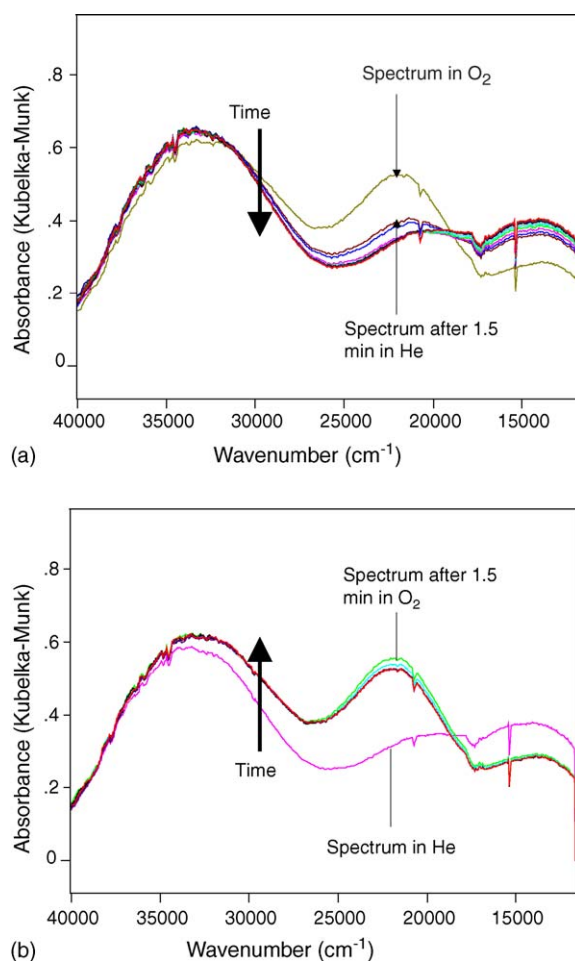 .8
.6
.4
.2
0
Absorbance (Kubelka-Munk)
Spectrum in O2
Time
Spectrum after 1.5
min in He
40000 35000 30000 25000 20000 15000
Wavenumber (cm-1)
(a)
.8
.6
.4
.2
0
Absorbance (Kubelka-Munk)
Spectrum after 1.5
min in O2
Time
Spectrum in He
40000 35000 30000 25000 20000 15000
Wavenumber (cm-1)
(b)